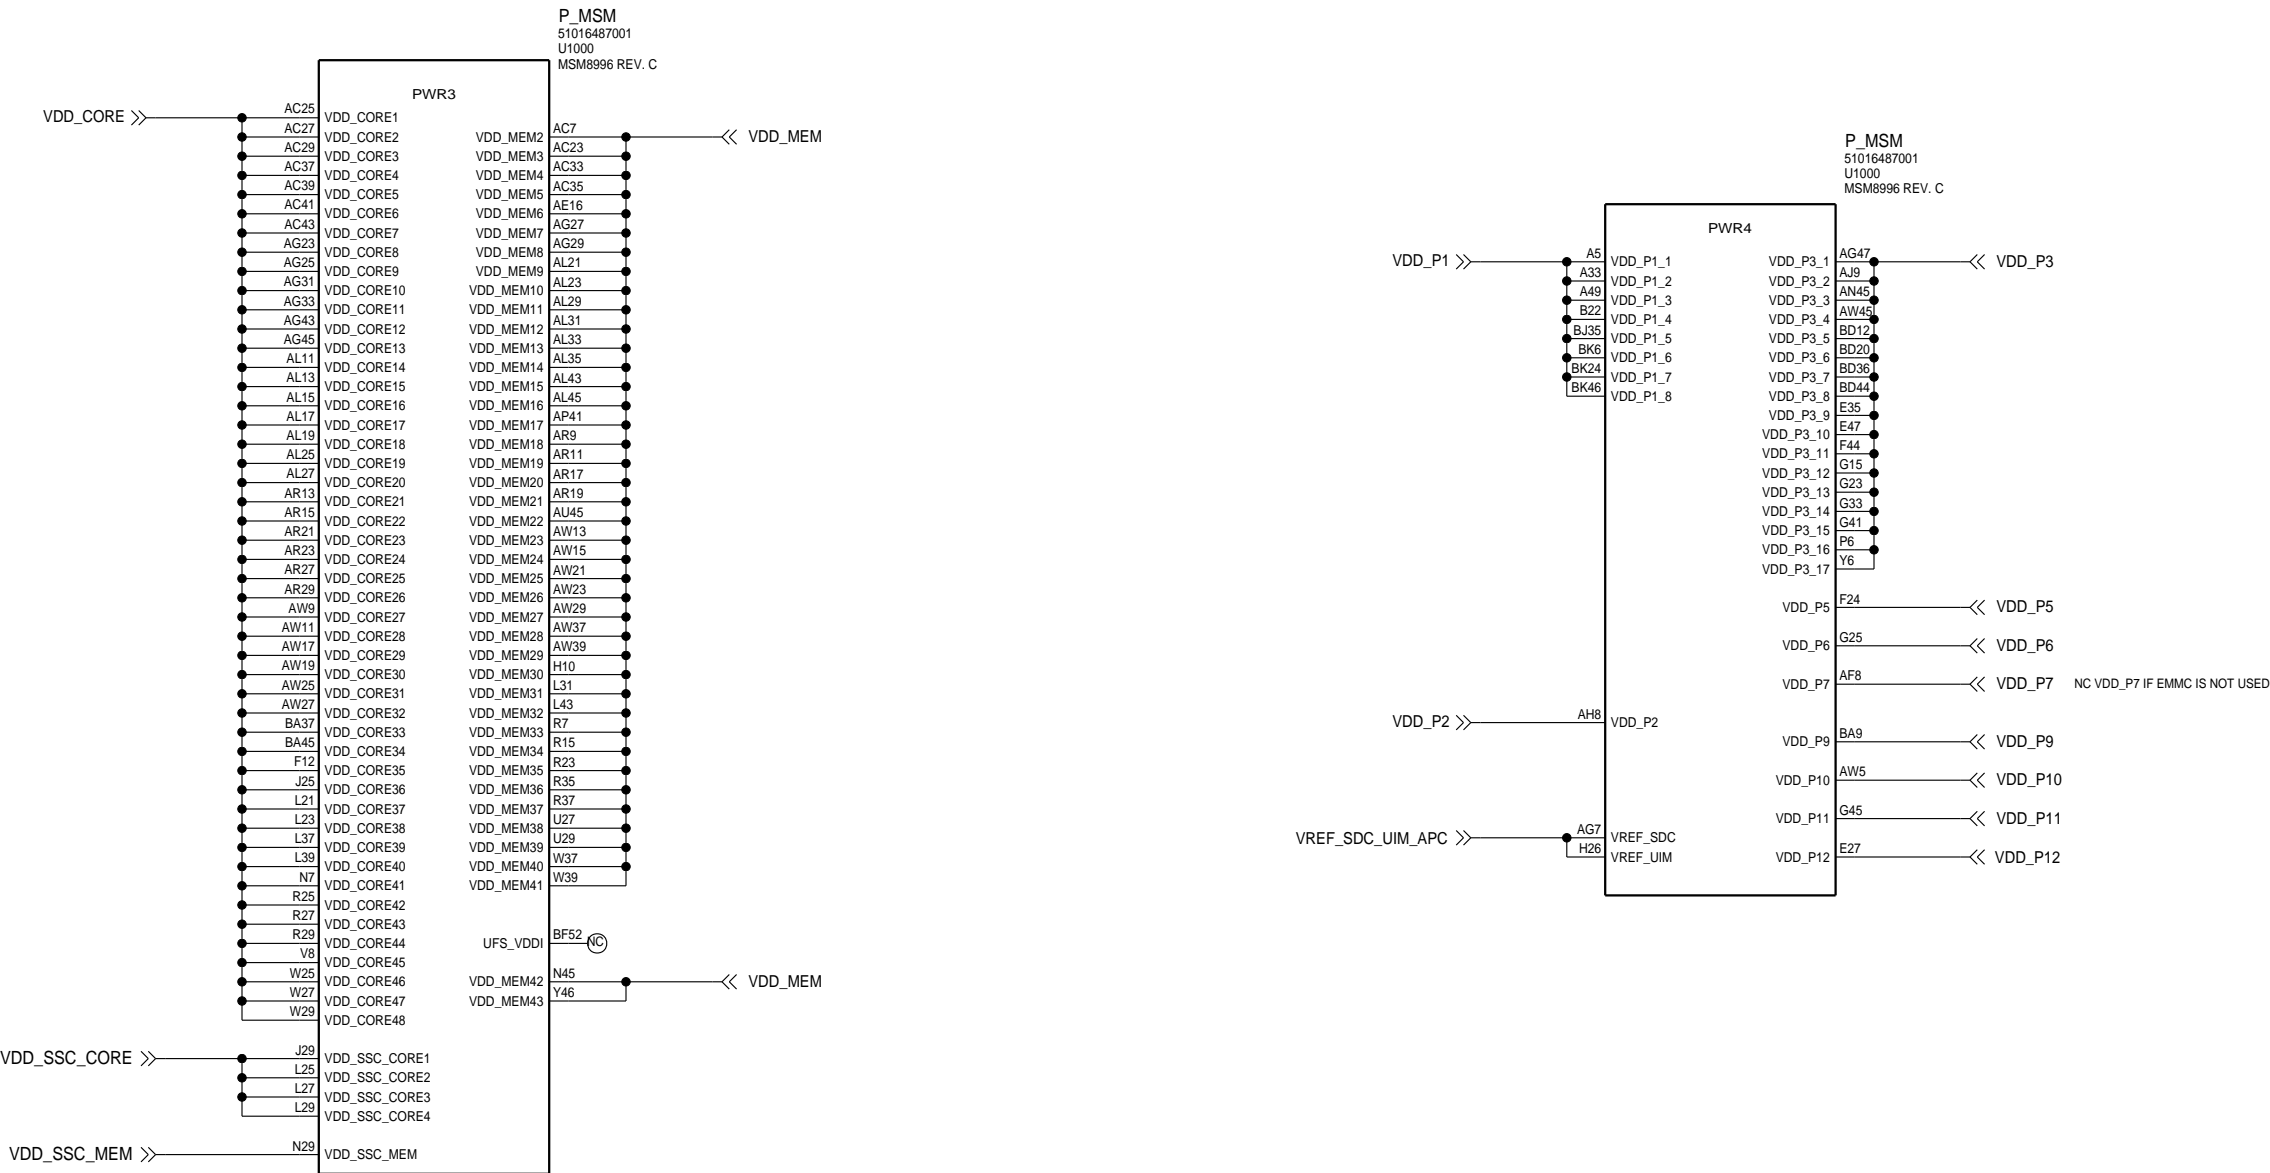 P_MSM
51016487001
U1000
MSM8996 REV. C
PWR3
VDD_CORE
AC25 VDD_CORE1
AC27 VDD_CORE2
AC29 VDD_CORE3
AC37 VDD_CORE4
AC39 VDD_CORE5
AC41 VDD_CORE6
AC43 VDD_CORE7
AG23 VDD_CORE8
AG25 VDD_CORE9
AG31 VDD_CORE10
AG33 VDD_CORE11
AG43 VDD_CORE12
AG45 VDD_CORE13
AL11 VDD_CORE14
AL13 VDD_CORE15
AL15 VDD_CORE16
AL17 VDD_CORE17
AL19 VDD_CORE18
AL25 VDD_CORE19
AL27 VDD_CORE20
AR13 VDD_CORE21
AR15 VDD_CORE22
AR21 VDD_CORE23
AR23 VDD_CORE24
AR27 VDD_CORE25
AR29 VDD_CORE26
AW9 VDD_CORE27
AW11 VDD_CORE28
AW17 VDD_CORE29
AW19 VDD_CORE30
AW25 VDD_CORE31
AW27 VDD_CORE32
BA37 VDD_CORE33
BA45 VDD_CORE34
F12 VDD_CORE35
J25 VDD_CORE36
L21 VDD_CORE37
L23 VDD_CORE38
L37 VDD_CORE39
L39 VDD_CORE40
N7 VDD_CORE41
R25 VDD_CORE42
R27 VDD_CORE43
R29 VDD_CORE44
V8 VDD_CORE45
W25 VDD_CORE46
W27 VDD_CORE47
W29 VDD_CORE48
VDD_SSC_CORE
J29 VDD_SSC_CORE1
L25 VDD_SSC_CORE2
L27 VDD_SSC_CORE3
L29 VDD_SSC_CORE4
VDD_SSC_MEM
N29 VDD_SSC_MEM
VDD_MEM2 AC7 VDD_MEM
VDD_MEM3 AC23
VDD_MEM4 AC33
VDD_MEM5 AC35
VDD_MEM6 AE16
VDD_MEM7 AG27
VDD_MEM8 AG29
VDD_MEM9 AL21
VDD_MEM10 AL23
VDD_MEM11 AL29
VDD_MEM12 AL31
VDD_MEM13 AL33
VDD_MEM14 AL35
VDD_MEM15 AL43
VDD_MEM16 AL45
VDD_MEM17 AP41
VDD_MEM18 AR9
VDD_MEM19 AR11
VDD_MEM20 AR17
VDD_MEM21 AR19
VDD_MEM22 AU45
VDD_MEM23 AW13
VDD_MEM24 AW15
VDD_MEM25 AW21
VDD_MEM26 AW23
VDD_MEM27 AW29
VDD_MEM28 AW37
VDD_MEM29 AW39
VDD_MEM30 H10
VDD_MEM31 L31
VDD_MEM32 L43
VDD_MEM33 R7
VDD_MEM34 R15
VDD_MEM35 R23
VDD_MEM36 R35
VDD_MEM37 R37
VDD_MEM38 U27
VDD_MEM39 U29
VDD_MEM40 W37
VDD_MEM41 W39
UFS_VDDI BF52 NC
VDD_MEM42 N45 VDD_MEM
VDD_MEM43 Y46
P_MSM
51016487001
U1000
MSM8996 REV. C
PWR4
VDD_P1 A5 VDD_P1_1
A33 VDD_P1_2
A49 VDD_P1_3
B22 VDD_P1_4
BJ35 VDD_P1_5
BK6 VDD_P1_6
BK24 VDD_P1_7
BK46 VDD_P1_8
VDD_P2 AH8 VDD_P2
VREF_SDC_UIM_APC AG7 VREF_SDC
H26 VREF_UIM
VDD_P3_1 AG47 VDD_P3
VDD_P3_2 AJ9
VDD_P3_3 AN45
VDD_P3_4 AW45
VDD_P3_5 BD12
VDD_P3_6 BD20
VDD_P3_7 BD36
VDD_P3_8 BD44
VDD_P3_9 E35
VDD_P3_10 E47
VDD_P3_11 F44
VDD_P3_12 G15
VDD_P3_13 G23
VDD_P3_14 G33
VDD_P3_15 G41
VDD_P3_16 P6
VDD_P3_17 Y6
VDD_P5 F24 VDD_P5
VDD_P6 G25 VDD_P6
VDD_P7 AF8 VDD_P7 NC VDD_P7 IF EMMC IS NOT USED
VDD_P9 BA9 VDD_P9
VDD_P10 AW5 VDD_P10
VDD_P11 G45 VDD_P11
VDD_P12 E27 VDD_P12